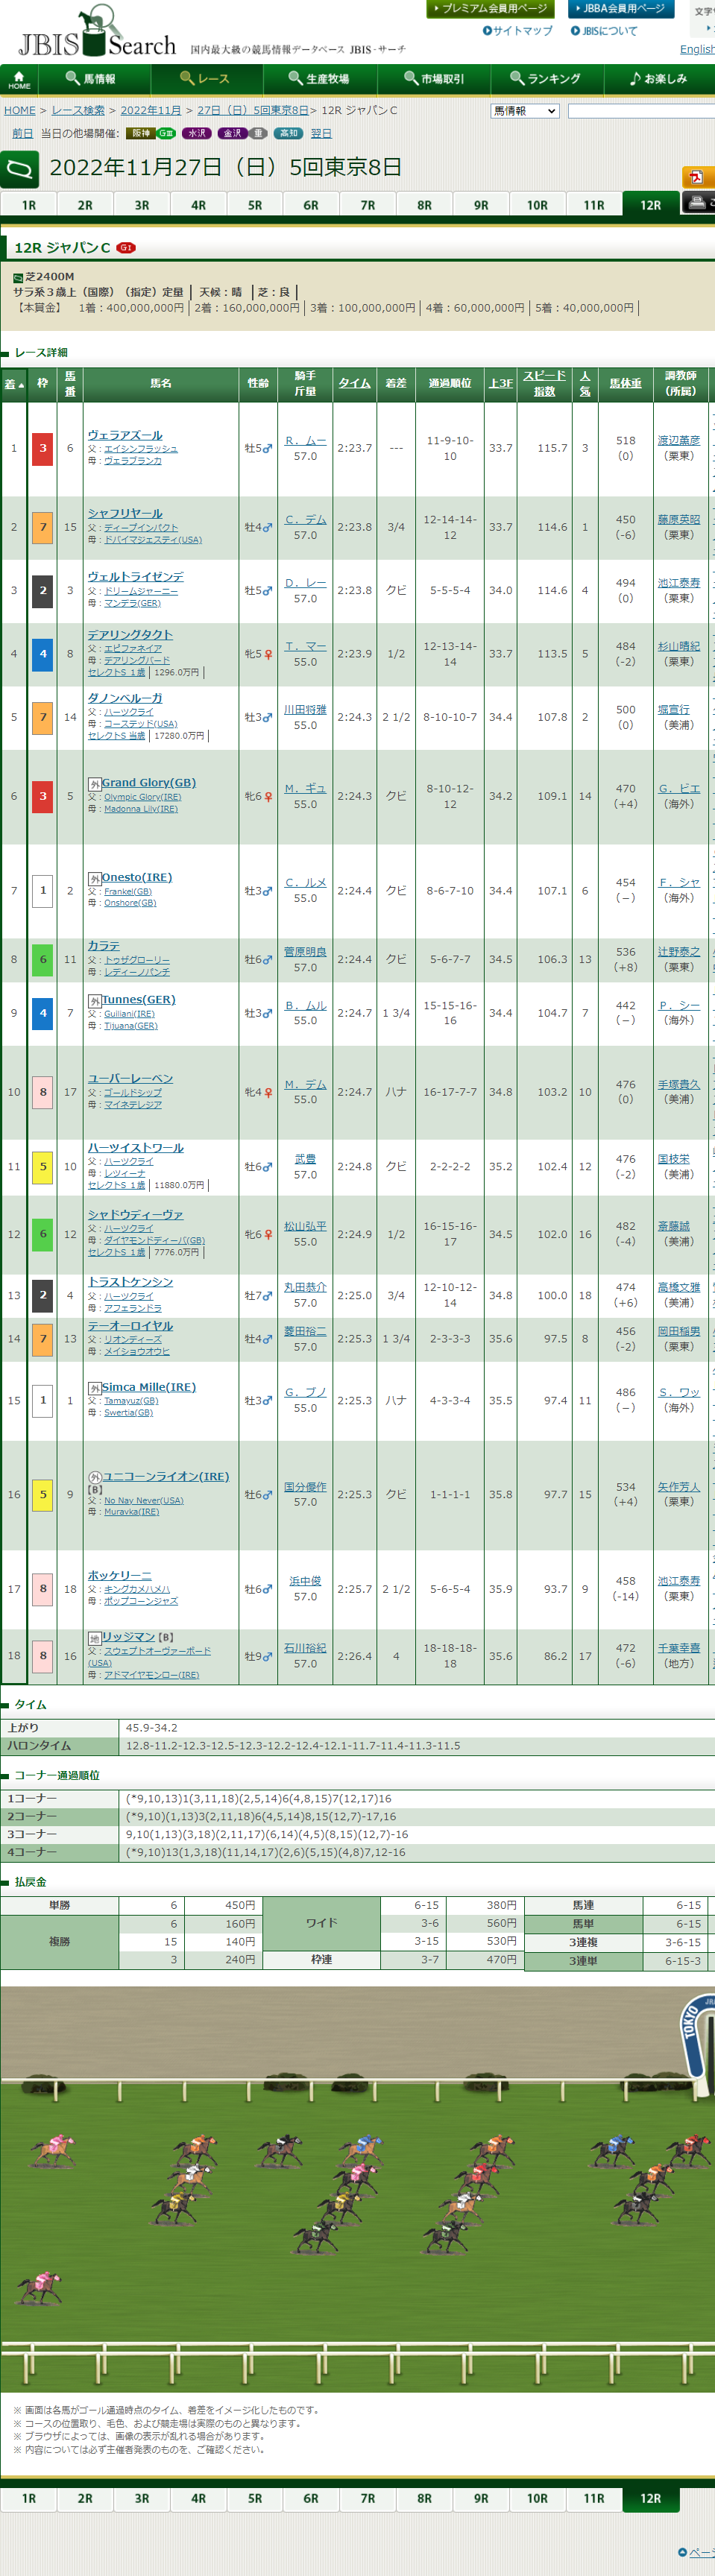 プレミアム会員用ページ JBBA会員用ページ
JBIS Search 国内最大級の競馬情報データベース JBIS-サーチ
サイトマップ JBISについて
English
HOME 馬情報 レース 生産牧場 市場取引 ランキング お楽しみ
HOME > レース検索 > 2022年11月 > 27日（日）5回東京8日> 12R ジャパンＣ 馬情報
前日 当日の他場開催: 阪神 GⅢ 水沢 金沢 重 高知 翌日
2022年11月27日（日）5回東京8日
1R 2R 3R 4R 5R 6R 7R 8R 9R 10R 11R 12R
12R ジャパンＣ GⅠ
芝2400M
サラ系３歳上（国際）（指定）定量 │ 天候：晴 │芝：良 │
【本賞金】 1着：400,000,000円│ 2着：160,000,000円│ 3着：100,000,000円│ 4着：60,000,000円│ 5着：40,000,000円│
レース詳細
着▲ 枠 馬番 馬名 性齢 騎手 斤量 タイム 着差 通過順位 上3F スピード指数 人気 馬体重 調教師（所属）
1 3 6 ヴェラアズール 牡5♂ Ｒ．ムー 57.0 2:23.7 --- 11-9-10-10 33.7 115.7 3 518 (0) 渡辺薫彦 （栗東）
父：エイシンフラッシュ
母：ヴェラブランカ
2 7 15 シャフリヤール 牡4♂ Ｃ．デム 57.0 2:23.8 3/4 12-14-14-12 33.7 114.6 1 450 (-6) 藤原英昭 （栗東）
父：ディープインパクト
母：ドバイマジェスティ(USA)
3 2 3 ヴェルトライゼンデ 牡5♂ Ｄ．レー 57.0 2:23.8 クビ 5-5-5-4 34.0 114.6 4 494 (0) 池江泰寿 （栗東）
父：ドリームジャーニー
母：マンデラ(GER)
4 4 8 デアリングタクト 牝5♀ Ｔ．マー 55.0 2:23.9 1/2 12-13-14-14 33.7 113.5 5 484 (-2) 杉山晴紀 （栗東）
父：エピファネイア
母：デアリングバード
セレクトS １歳│ 1296.0万円 │
5 7 14 ダノンベルーガ 牡3♂ 川田将雅 55.0 2:24.3 2 1/2 8-10-10-7 34.4 107.8 2 500 (0) 堀宣行 （美浦）
父：ハーツクライ
母：コーステッド(USA)
セレクトS 当歳│ 17280.0万円│
6 3 5 外Grand Glory(GB) 牝6♀ Ｍ．ギュ 55.0 2:24.3 クビ 8-10-12-12 34.2 109.1 14 470 (+4) Ｇ．ビエ （海外）
父：Olympic Glory(IRE)
母：Madonna Lily(IRE)
7 1 2 外Onesto(IRE) 牡3♂ Ｃ．ルメ 55.0 2:24.4 クビ 8-6-7-10 34.4 107.1 6 454 (－) Ｆ．シャ （海外）
父：Frankel(GB)
母：Onshore(GB)
8 6 11 カラテ 牡6♂ 菅原明良 57.0 2:24.4 クビ 5-6-7-7 34.5 106.3 13 536 (+8) 辻野泰之 （栗東）
父：トゥザグローリー
母：レディーノパンチ
9 4 7 外Tunnes(GER) 牡3♂ Ｂ．ムル 55.0 2:24.7 1 3/4 15-15-16-16 34.4 104.7 7 442 (－) Ｐ．シー （海外）
父：Guiliani(IRE)
母：Tijuana(GER)
10 8 17 ユーバーレーベン 牝4♀ Ｍ．デム 55.0 2:24.7 ハナ 16-17-7-7 34.8 103.2 10 476 (0) 手塚貴久 （美浦）
父：ゴールドシップ
母：マイネテレジア
11 5 10 ハーツイストワール 牡6♂ 武豊 57.0 2:24.8 クビ 2-2-2-2 35.2 102.4 12 476 (-2) 国枝栄 （美浦）
父：ハーツクライ
母：レツィーナ
セレクトS １歳│ 11880.0万円│
12 6 12 シャドウディーヴァ 牝6♀ 松山弘平 55.0 2:24.9 1/2 16-15-16-17 34.5 102.0 16 482 (-4) 斎藤誠 （美浦）
父：ハーツクライ
母：ダイヤモンドディーバ(GB)
セレクトS １歳│ 7776.0万円 │
13 2 4 トラストケンシン 牡7♂ 丸田恭介 57.0 2:25.0 3/4 12-10-12-14 34.8 100.0 18 474 (+6) 高橋文雅 （美浦）
父：ハーツクライ
母：アフェランドラ
14 7 13 テーオーロイヤル 牡4♂ 菱田裕二 57.0 2:25.3 1 3/4 2-3-3-3 35.6 97.5 8 456 (-2) 岡田稲男 （栗東）
父：リオンディーズ
母：メイショウオウヒ
15 1 1 外Simca Mille(IRE) 牡3♂ Ｇ．ブノ 55.0 2:25.3 ハナ 4-3-3-4 35.5 97.4 11 486 (－) Ｓ．ワッ （海外）
父：Tamayuz(GB)
母：Swertia(GB)
16 5 9 外ユニコーンライオン(IRE) 【B】 牡6♂ 国分優作 57.0 2:25.3 クビ 1-1-1-1 35.8 97.7 15 534 (+4) 矢作芳人 （栗東）
父：No Nay Never(USA)
母：Muravka(IRE)
17 8 18 ボッケリーニ 牡6♂ 浜中俊 57.0 2:25.7 2 1/2 5-6-5-4 35.9 93.7 9 458 (-14) 池江泰寿 （栗東）
父：キングカメハメハ
母：ポップコーンジャズ
18 8 16 地リッジマン 【B】 牡9♂ 石川裕紀 57.0 2:26.4 4 18-18-18-18 35.6 86.2 17 472 (-6) 千葉幸喜 （地方）
父：スウェプトオーヴァーボード(USA)
母：アドマイヤモンロー(IRE)
タイム
上がり 45.9-34.2
ハロンタイム 12.8-11.2-12.3-12.5-12.3-12.2-12.4-12.1-11.7-11.4-11.3-11.5
コーナー通過順位
1コーナー (*9,10,13)1(3,11,18)(2,5,14)6(4,8,15)7(12,17)16
2コーナー (*9,10)(1,13)3(2,11,18)6(4,5,14)8,15(12,7)-17,16
3コーナー 9,10(1,13)(3,18)(2,11,17)(6,14)(4,5)(8,15)(12,7)-16
4コーナー (*9,10)13(1,3,18)(11,14,17)(2,6)(5,15)(4,8)7,12-16
払戻金
単勝 6 450円 ワイド 6-15 380円 馬連 6-15
複勝 6 160円 3-6 560円 馬単 6-15
15 140円 3-15 530円 3連複 3-6-15
3 240円 枠連 3-7 470円 3連単 6-15-3
TOKYO
※ 画面は各馬がゴール通過時点のタイム、着差をイメージ化したものです。
※ コースの位置取り、毛色、および競走場は実際のものと異なります。
※ ブラウザによっては、画像の表示が乱れる場合があります。
※ 内容については必ず主催者発表のものを、ご確認ください。
1R 2R 3R 4R 5R 6R 7R 8R 9R 10R 11R 12R